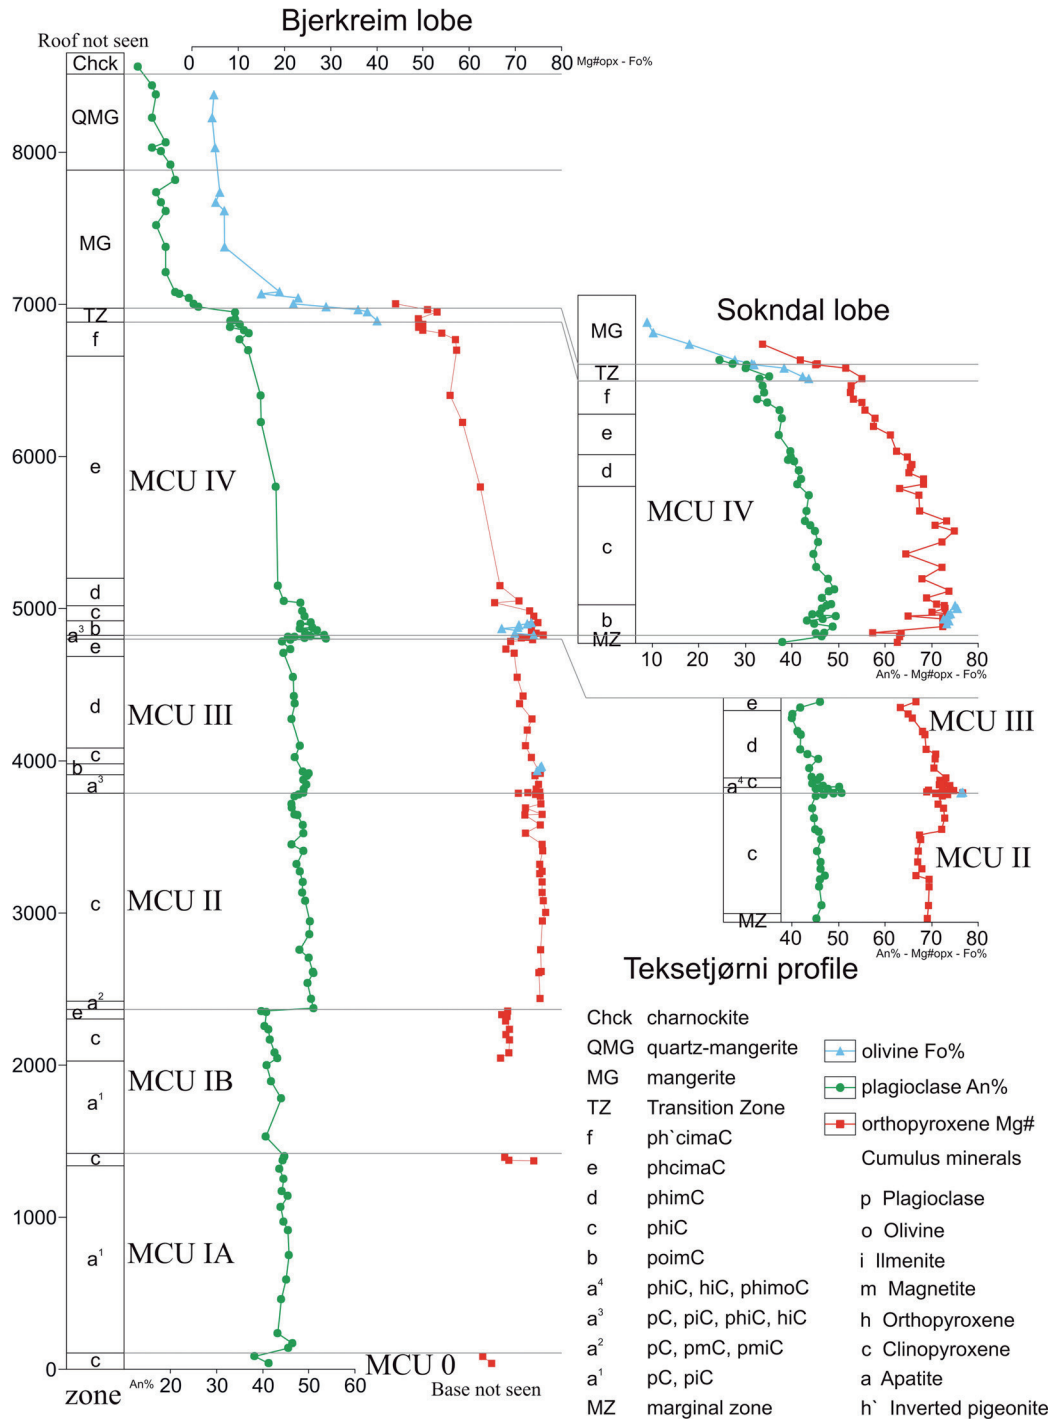 Bjerkreim lobe
Roof not seen
0 10 20 30 40 50 60 70 80 Mg#opx - Fo%
Chck
QMG
8000
MG
7000
TZ
f
6000
e
MCU IV
d
c
5000
b
a³
e
d
MCU III
4000
c
b
a³
3000
c
MCU II
a²
e
c
2000
MCU IB
a¹
c
1000
a¹
MCU IA
0
c
MCU 0
zone
An% 20 30 40 50 60
Base not seen
Sokndal lobe
MG
TZ
f
e
d
MCU IV
c
b
MZ
10 20 30 40 50 60 70 80
An% - Mg#opx - Fo%
e
MCU III
d
c
a⁴
c
MCU II
MZ
40 50 60 70 80
An% - Mg#opx - Fo%
Teksetjørni profile
Chck charnockite
QMG quartz-mangerite
MG mangerite
TZ Transition Zone
f ph`cimaC
e phcimaC
d phimC
c phiC
b poimC
a⁴ phiC, hiC, phimoC
a³ pC, piC, phiC, hiC
a² pC, pmC, pmiC
a¹ pC, piC
MZ marginal zone
olivine Fo%
plagioclase An%
orthopyroxene Mg#
Cumulus minerals
p Plagioclase
o Olivine
i Ilmenite
m Magnetite
h Orthopyroxene
c Clinopyroxene
a Apatite
h` Inverted pigeonite